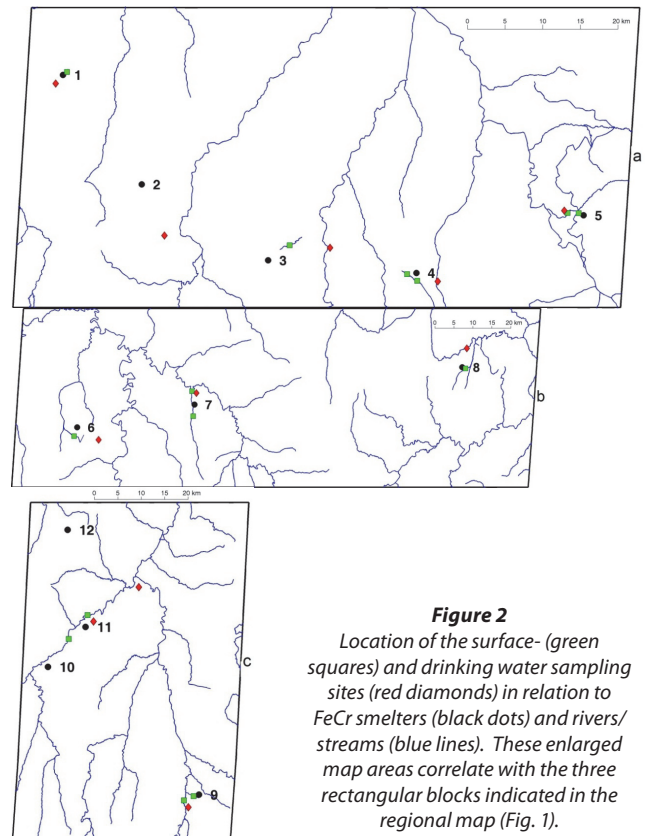 0 5 10 15 20 km
1
2
3
4
5
a
0 5 10 15 20 km
6
7
8
b
0 5 10 15 20 km
12
11
10
9
c
Figure 2
Location of the surface- (green
squares) and drinking water sampling
sites (red diamonds) in relation to
FeCr smelters (black dots) and rivers/
streams (blue lines). These enlarged
map areas correlate with the three
rectangular blocks indicated in the
regional map (Fig. 1).